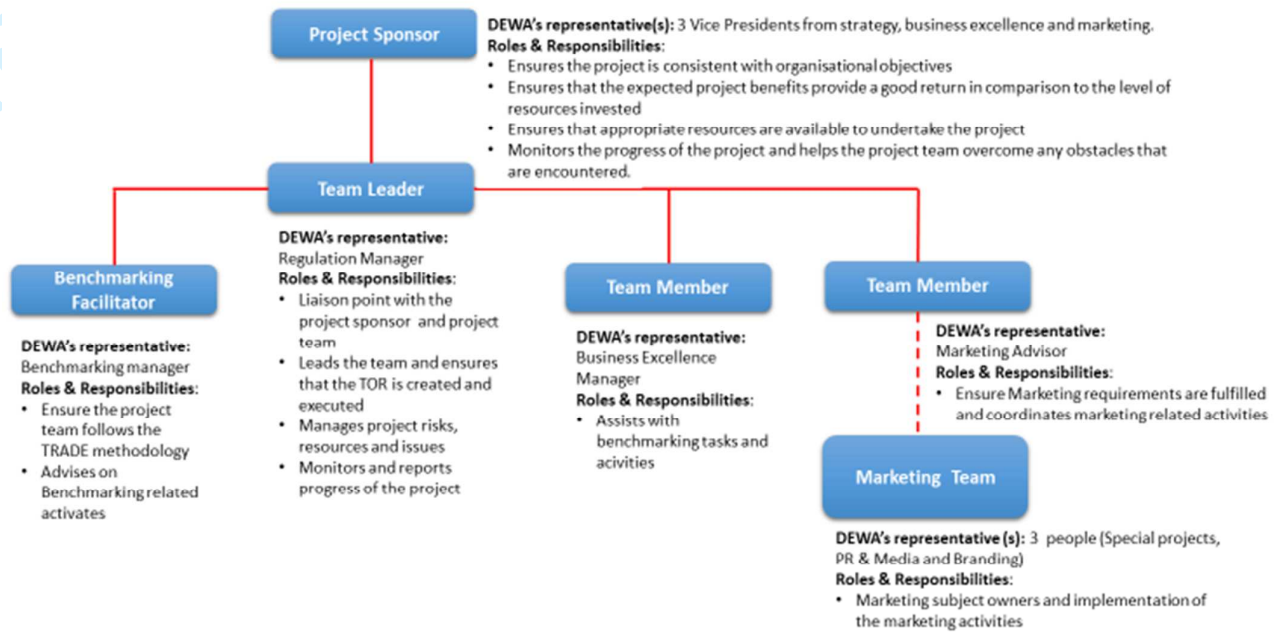 Project Sponsor
DEWA's representative(s): 3 Vice Presidents from strategy, business excellence and marketing.
Roles & Responsibilities:
• Ensures the project is consistent with organisational objectives
• Ensures that the expected project benefits provide a good return in comparison to the level of
resources invested
• Ensures that appropriate resources are available to undertake the project
• Monitors the progress of the project and helps the project team overcome any obstacles that
are encountered.
Team Leader
DEWA's representative:
Regulation Manager
Roles & Responsibilities:
• Liaison point with the
project sponsor and project
team
• Leads the team and ensures
that the TOR is created and
executed
• Manages project risks,
resources and issues
• Monitors and reports
progress of the project
Benchmarking
Facilitator
DEWA's representative:
Benchmarking manager
Roles & Responsibilities:
• Ensure the project
team follows the
TRADE methodology
• Advises on
Benchmarking related
activates
Team Member
DEWA's representative:
Business Excellence
Manager
Roles & Responsibilities:
• Assists with
benchmarking tasks and
acivities
Team Member
DEWA's representative:
Marketing Advisor
Roles & Responsibilities:
• Ensure Marketing requirements are fulfilled
and coordinates marketing related activities
Marketing Team
DEWA's representative (s): 3 people (Special projects,
PR & Media and Branding)
Roles & Responsibilities:
• Marketing subject owners and implementation of
the marketing activities